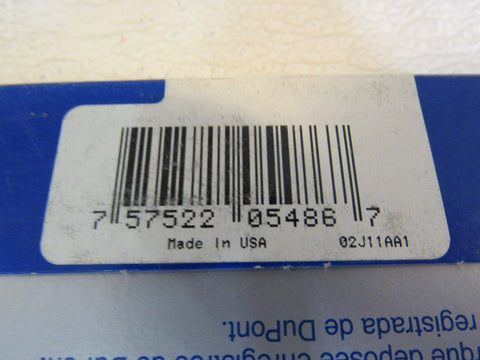 7 57522 05486 7
Made In USA 02J11AA1
registrada de DuPont.